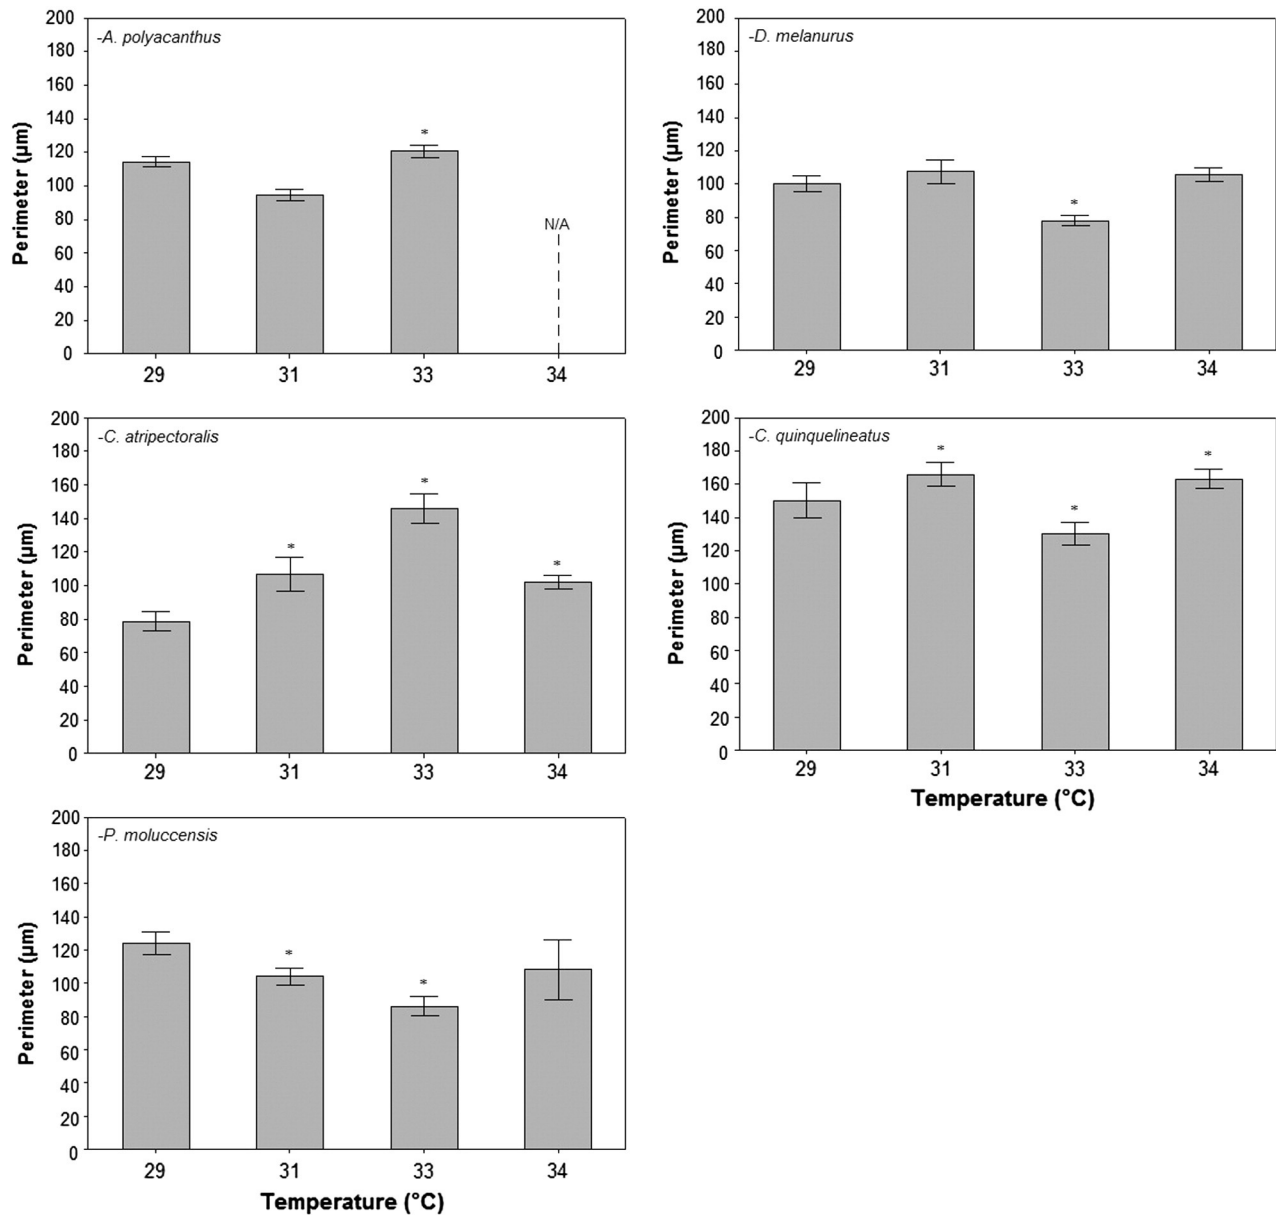 -A. polyacanthus
Perimeter (µm)
200
180
160
140
120
100
80
60
40
20
0
*
N/A
29 31 33 34
-D. melanurus
Perimeter (µm)
200
180
160
140
120
100
80
60
40
20
0
*
29 31 33 34
-C. atripectoralis
Perimeter (µm)
200
180
160
140
120
100
80
60
40
20
0
* * *
29 31 33 34
-C. quinquelineatus
Perimeter (µm)
200
180
160
140
120
100
80
60
40
20
0
* * *
29 31 33 34
Temperature (°C)
-P. moluccensis
Perimeter (µm)
200
180
160
140
120
100
80
60
40
20
0
* *
29 31 33 34
Temperature (°C)